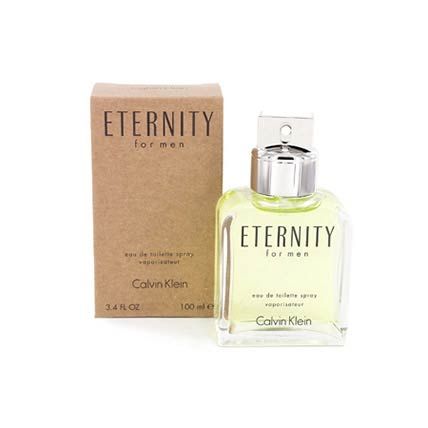 ETERNITY
for men
eau de toilette spray
vaporisateur
Calvin Klein
3.4 FL OZ 100 ml e
ETERNITY
for men
eau de toilette spray
vaporisateur
Calvin Klein